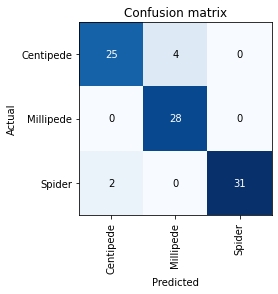 Confusion matrix
Centipede 25 4 0
Millipede 0 28 0
Spider 2 0 31
Actual
Centipede Millipede Spider
Predicted